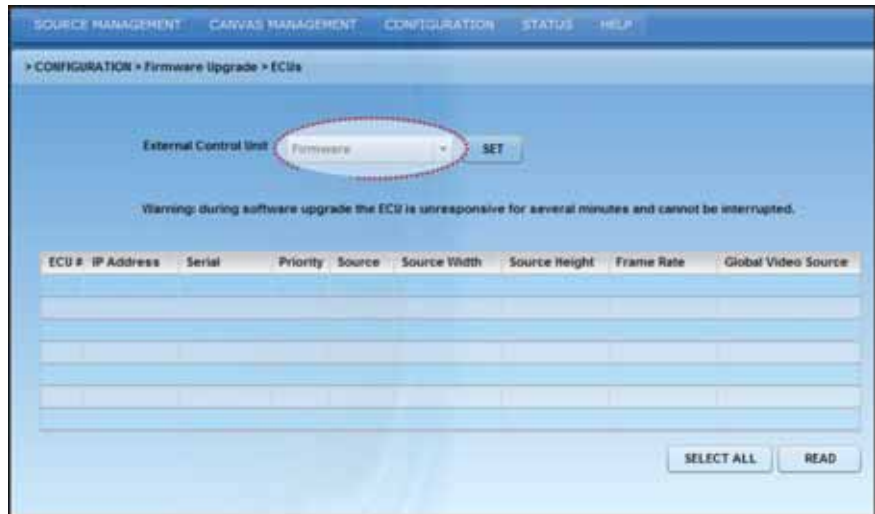 SOURCE MANAGEMENT CANVAS MANAGEMENT CONFIGURATION STATUS HELP
> CONFIGURATION > Firmware Upgrade > ECUs
External Control Unit Firmware SET
Warning: during software upgrade the ECU is unresponsive for several minutes and cannot be interrupted.
ECU # IP Address Serial Priority Source Source Width Source Height Frame Rate Global Video Source
SELECT ALL READ